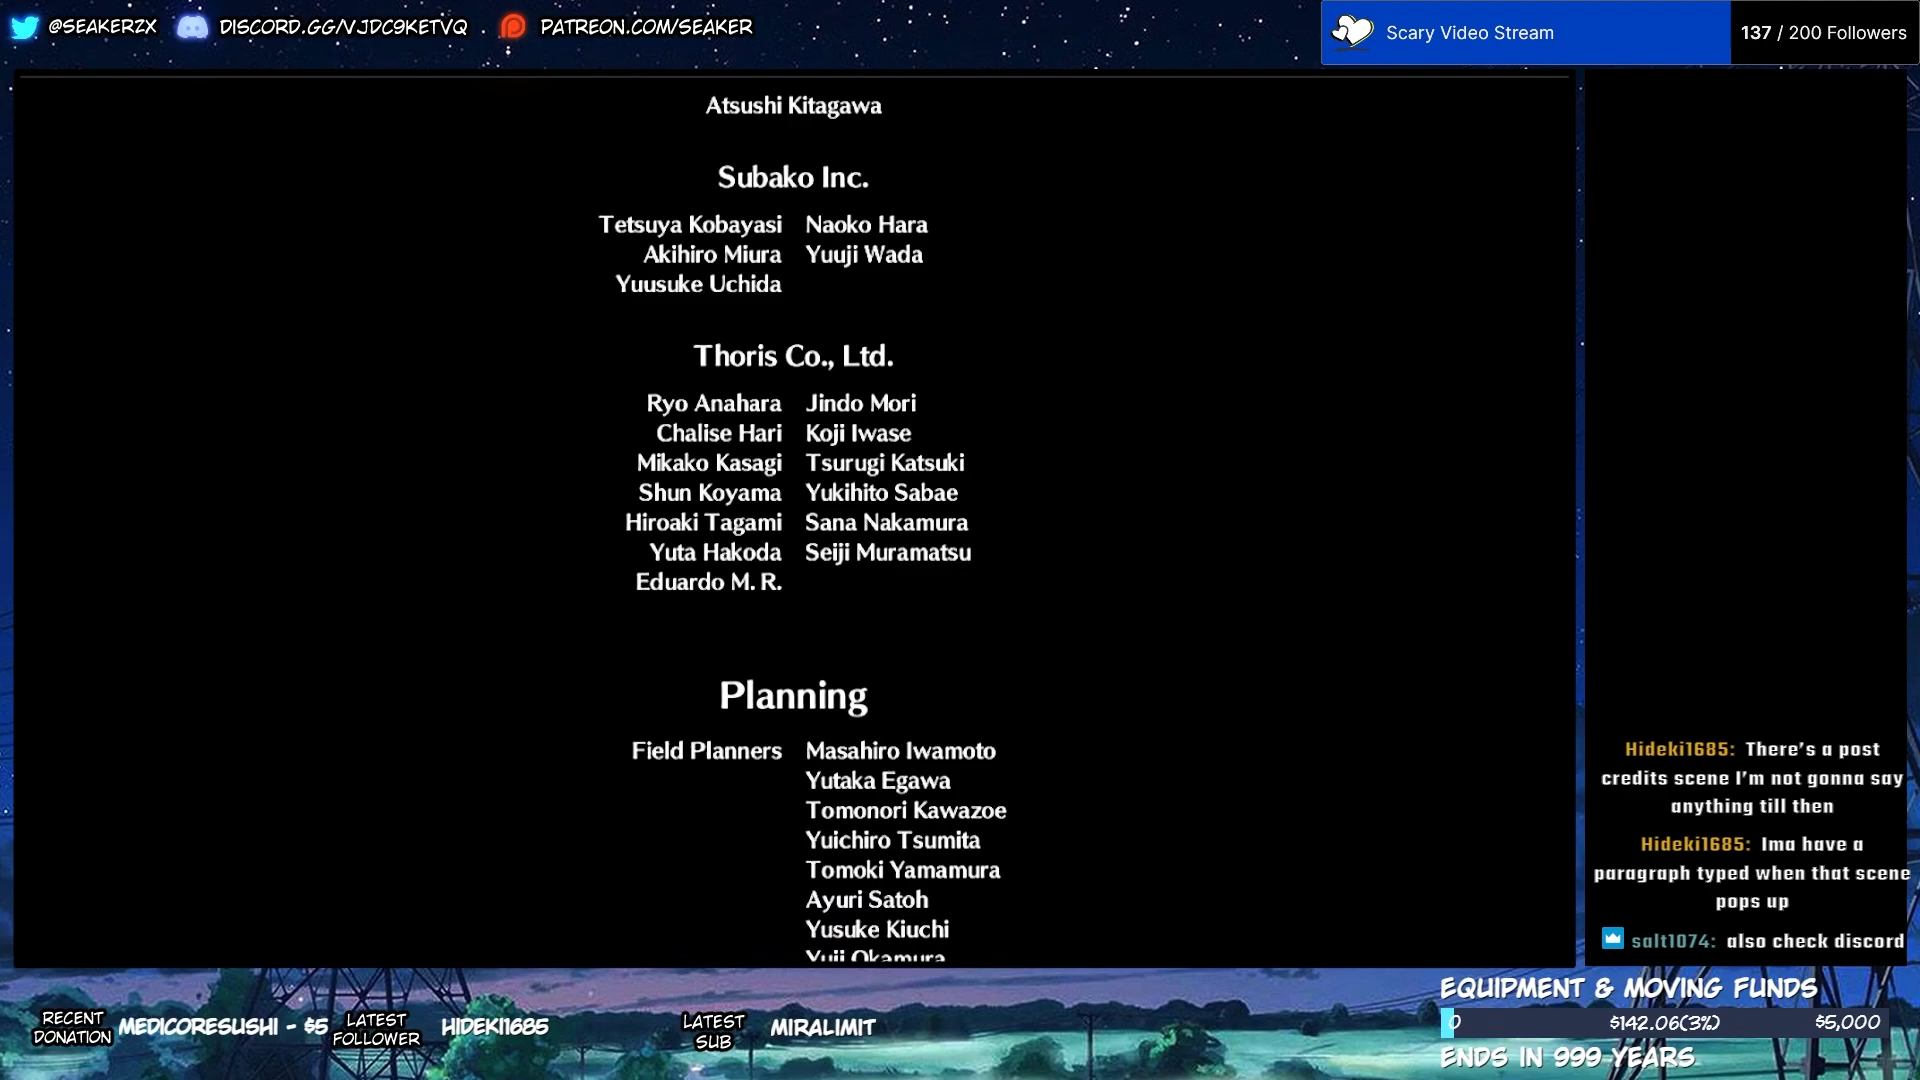 @SEAKERZX DISCORD.GG/VJDC9KETVQ PATREON.COM/SEAKER
Scary Video Stream 137 / 200 Followers
Atsushi Kitagawa
Subako Inc.
Tetsuya Kobayasi Naoko Hara
Akihiro Miura Yuuji Wada
Yuusuke Uchida
Thoris Co., Ltd.
Ryo Anahara Jindo Mori
Chalise Hari Koji Iwase
Mikako Kasagi Tsurugi Katsuki
Shun Koyama Yukihito Sabae
Hiroaki Tagami Sana Nakamura
Yuta Hakoda Seiji Muramatsu
Eduardo M. R.
Planning
Field Planners Masahiro Iwamoto
Yutaka Egawa
Tomonori Kawazoe
Yuichiro Tsumita
Tomoki Yamamura
Ayuri Satoh
Yusuke Kiuchi
Yuji Okamura
Hideki1685: There's a post
credits scene I'm not gonna say
anything till then
Hideki1685: Ima have a
paragraph typed when that scene
pops up
salt1074: also check discord
RECENT DONATION MEDICORESUSHI - $5
LATEST FOLLOWER HIDEKI1685
LATEST SUB MIRALIMIT
EQUIPMENT & MOVING FUNDS
0 $142.06(3%) $5,000
ENDS IN 999 YEARS